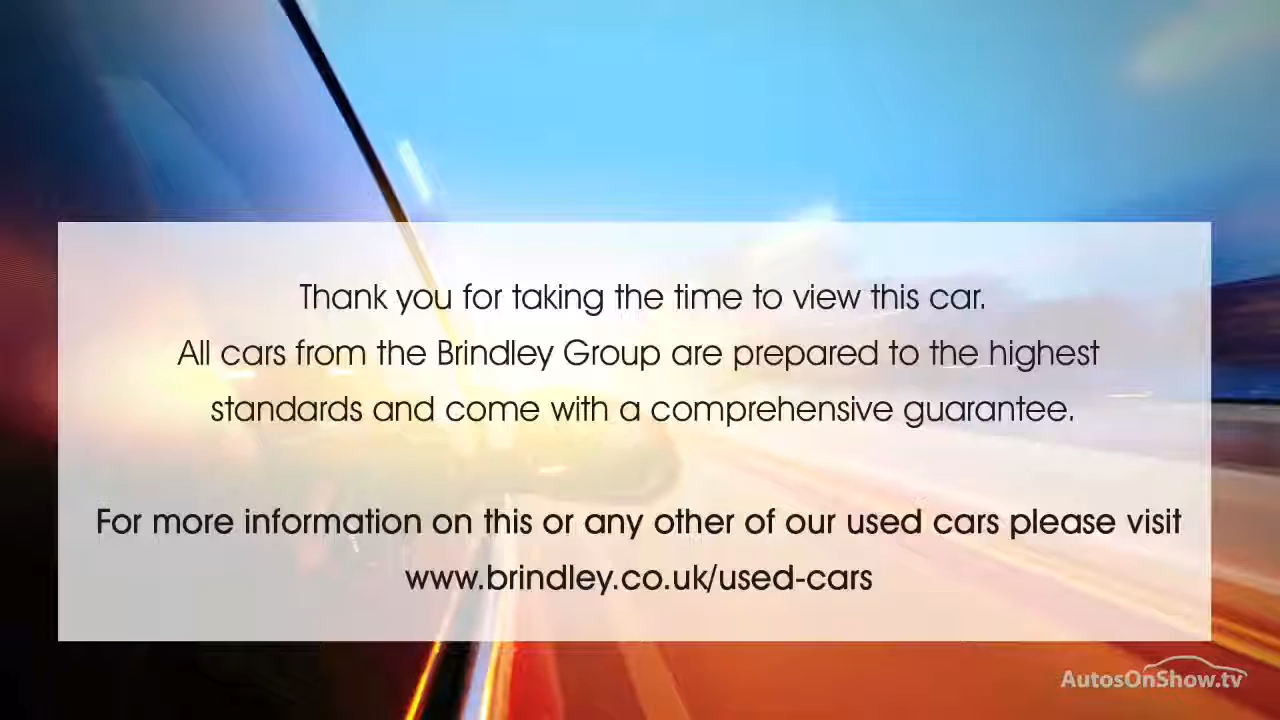 Thank you for taking the time to view this car.
All cars from the Brindley Group are prepared to the highest
standards and come with a comprehensive guarantee.
For more information on this or any other of our used cars please visit
www.brindley.co.uk/used-cars
AutosOnShow.tv